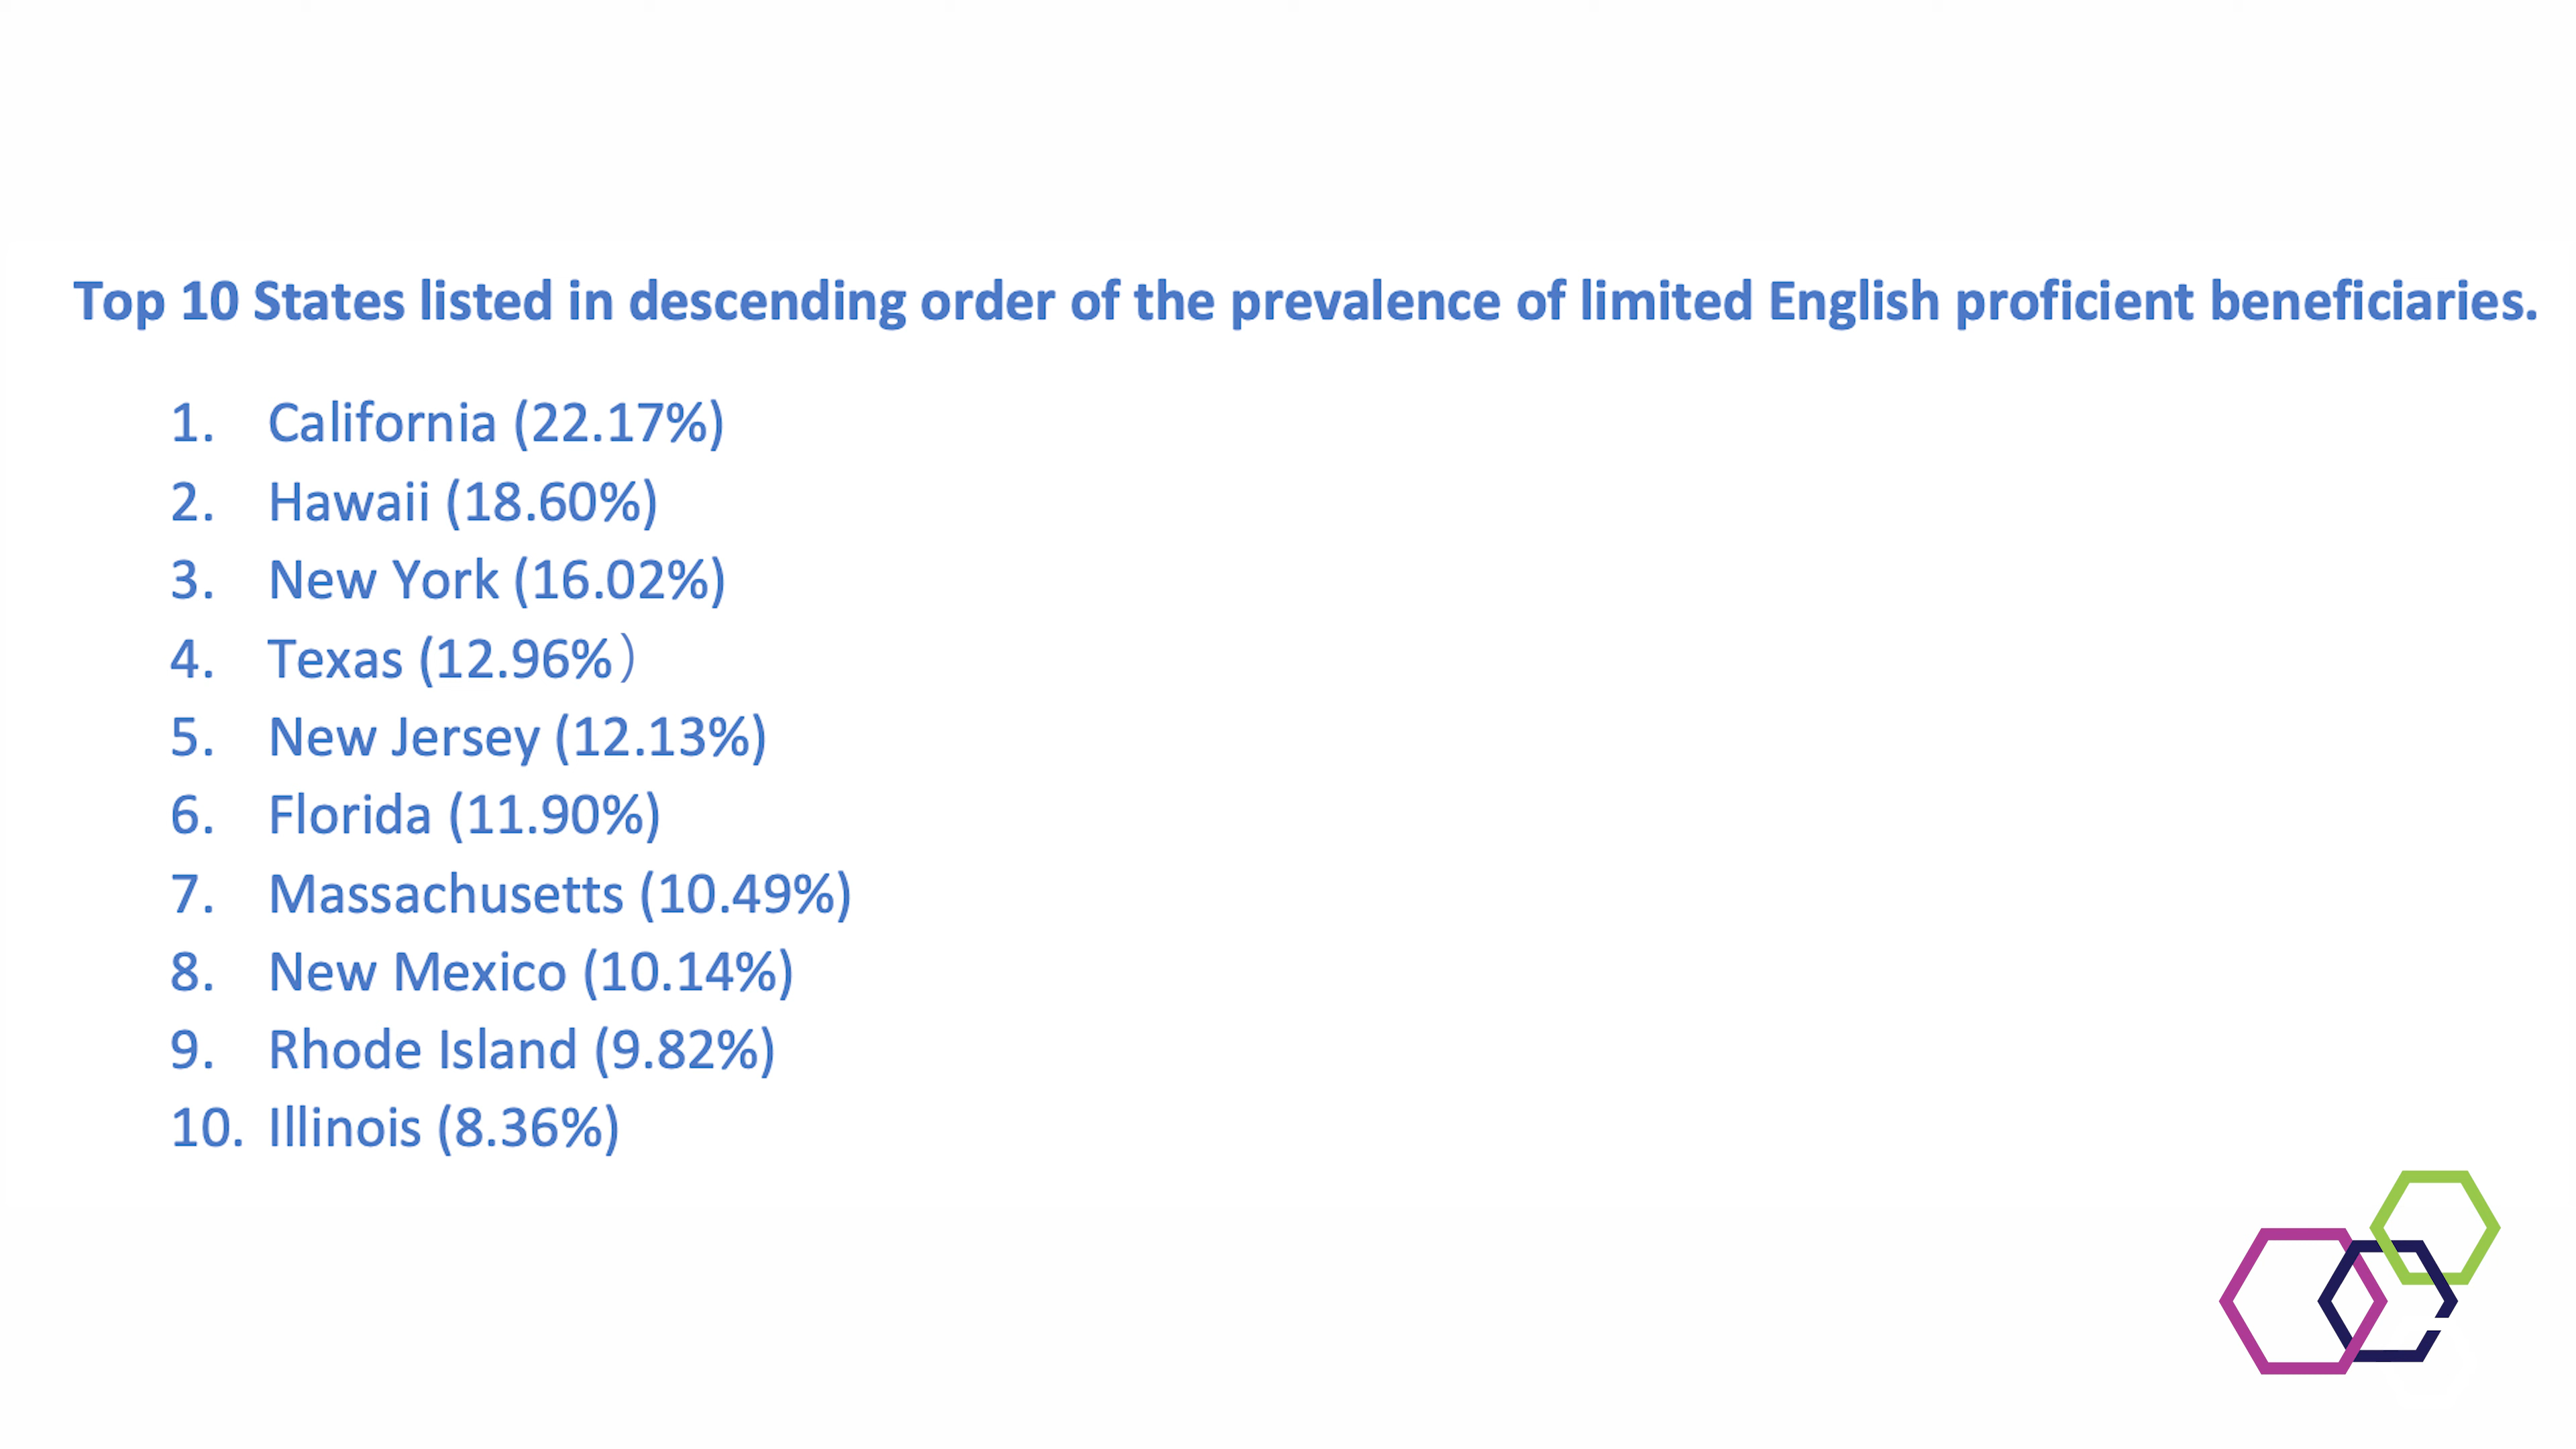 Top 10 States listed in descending order of the prevalence of limited English proficient beneficiaries.
1. California (22.17%)
2. Hawaii (18.60%)
3. New York (16.02%)
4. Texas (12.96%）
5. New Jersey (12.13%)
6. Florida (11.90%)
7. Massachusetts (10.49%)
8. New Mexico (10.14%)
9. Rhode Island (9.82%)
10. Illinois (8.36%)